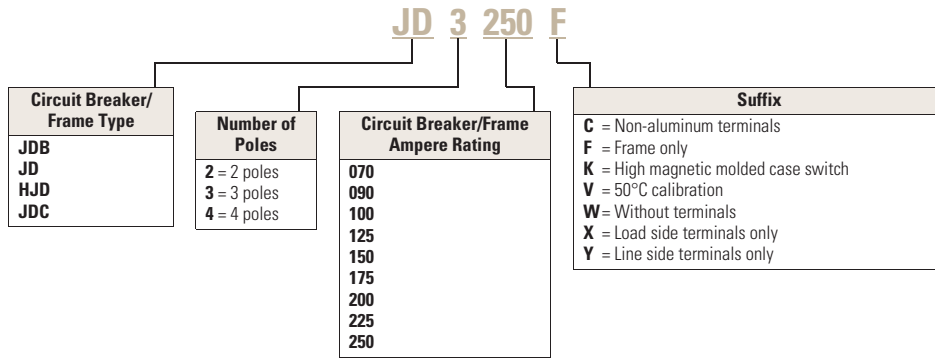 JD 3 250 F
Circuit Breaker/
Frame Type
JDB
JD
HJD
JDC
Number of
Poles
2 = 2 poles
3 = 3 poles
4 = 4 poles
Circuit Breaker/Frame
Ampere Rating
070
090
100
125
150
175
200
225
250
Suffix
C = Non-aluminum terminals
F = Frame only
K = High magnetic molded case switch
V = 50°C calibration
W = Without terminals
X = Load side terminals only
Y = Line side terminals only